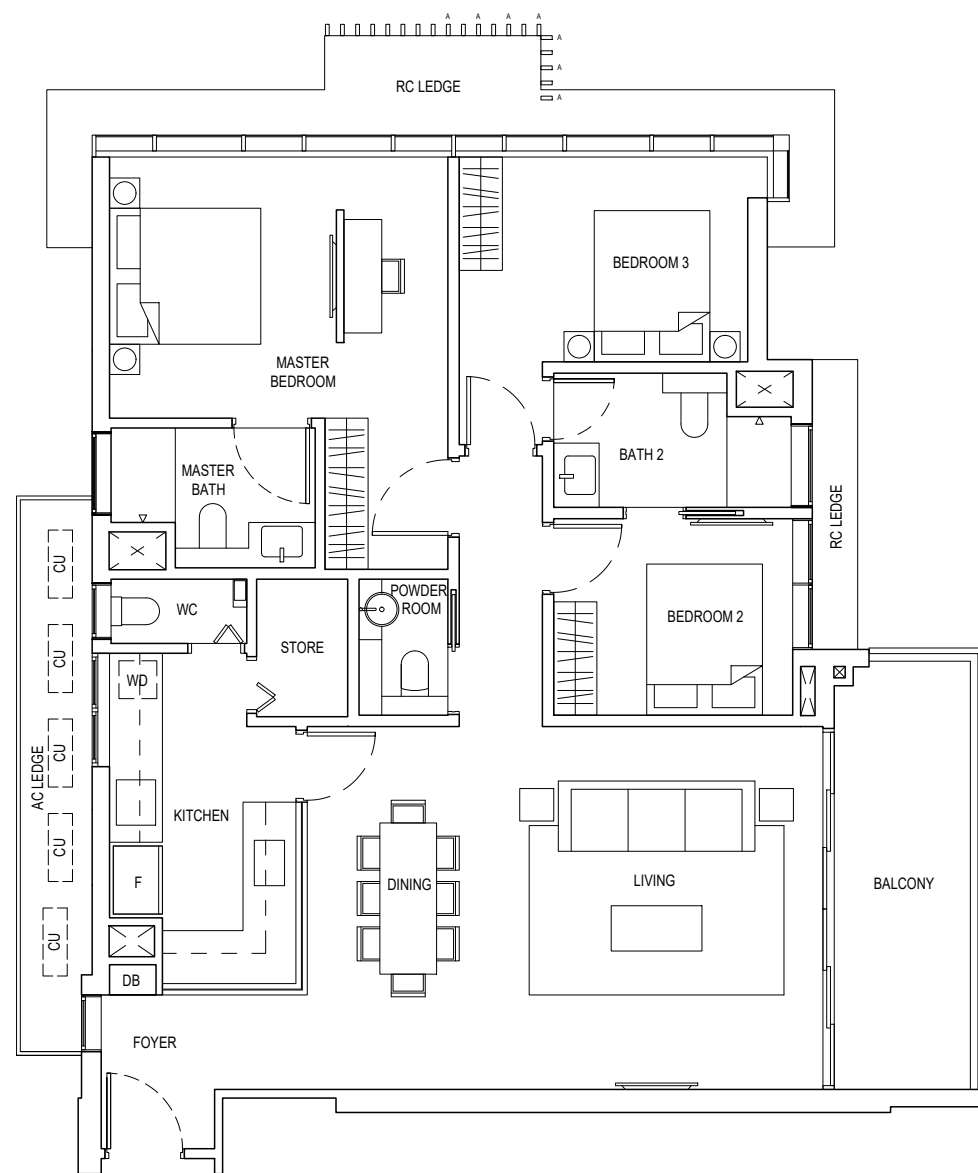 A A A A
A
A
A
RC LEDGE
BEDROOM 3
MASTER
BEDROOM
X
BATH 2
MASTER
BATH
RC LEDGE
X
CU
WC
POWDER
ROOM
STORE
BEDROOM 2
CU
WD
CU
AC LEDGE
KITCHEN
CU
F
DINING
LIVING
BALCONY
CU
DB
FOYER